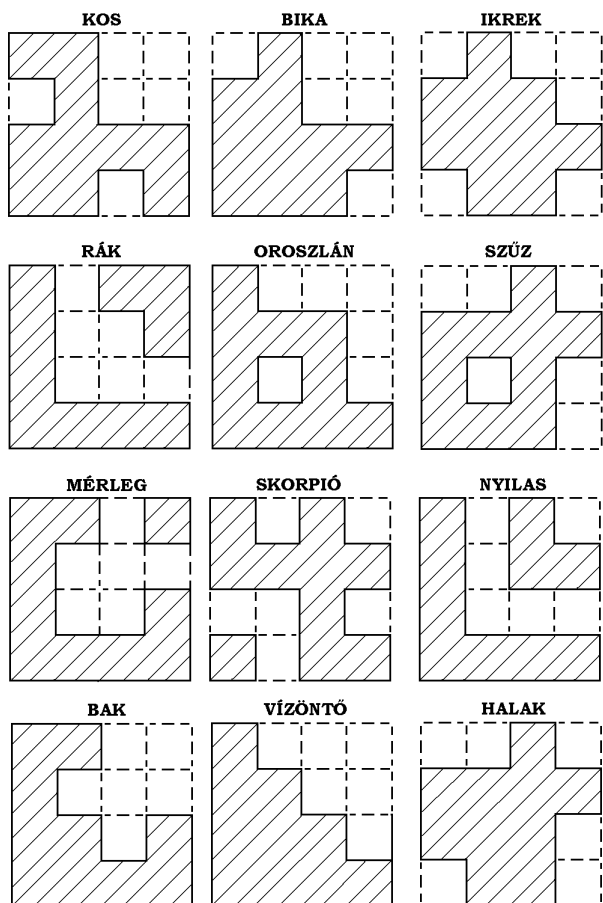 KOS BIKA IKREK
RÁK OROSZLÁN SZŰZ
MÉRLEG SKORPIÓ NYILAS
BAK VÍZÖNTŐ HALAK